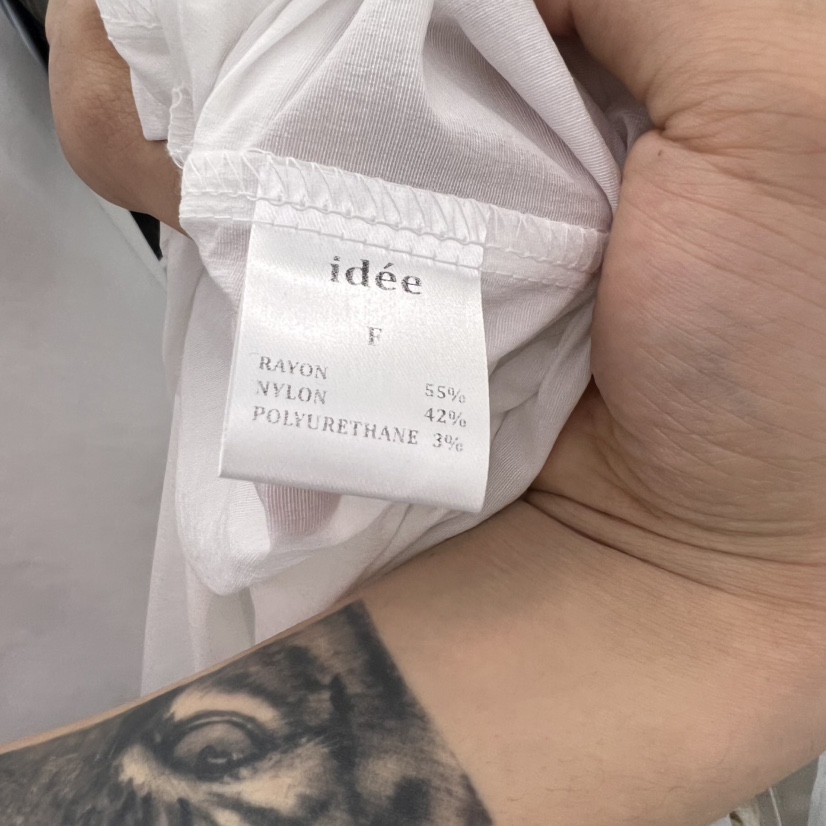 idée
F
RAYON 55%
NYLON 42%
POLYURETHANE 3%